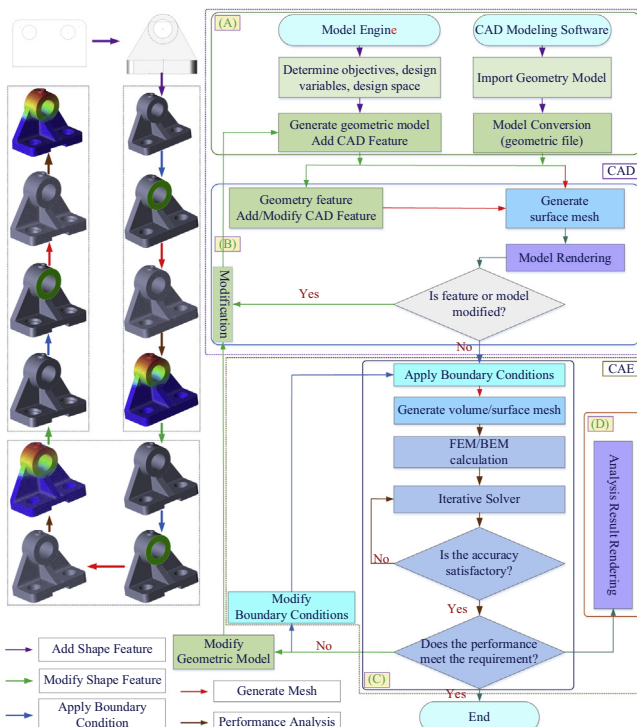 (A)
Model Engine
CAD Modeling Software
Determine objectives, design
variables, design space
Import Geometry Model
Generate geometric model
Add CAD Feature
Model Conversion
(geometric file)
CAD
Geometry feature
Add/Modify CAD Feature
Generate
surface mesh
(B)
Model Rendering
Modification
Yes
Is feature or model
modified?
No
CAE
Apply Boundary Conditions
Generate volume/surface mesh
(D)
FEM/BEM
calculation
Analysis Result Rendering
Iterative Solver
No
Is the accuracy
satisfactory?
Modify
Boundary Conditions
Yes
Modify
Geometric Model
No
Does the performance
meet the requirement?
(C)
Yes
End
Add Shape Feature
Modify Shape Feature
Apply Boundary
Condition
Generate Mesh
Performance Analysis